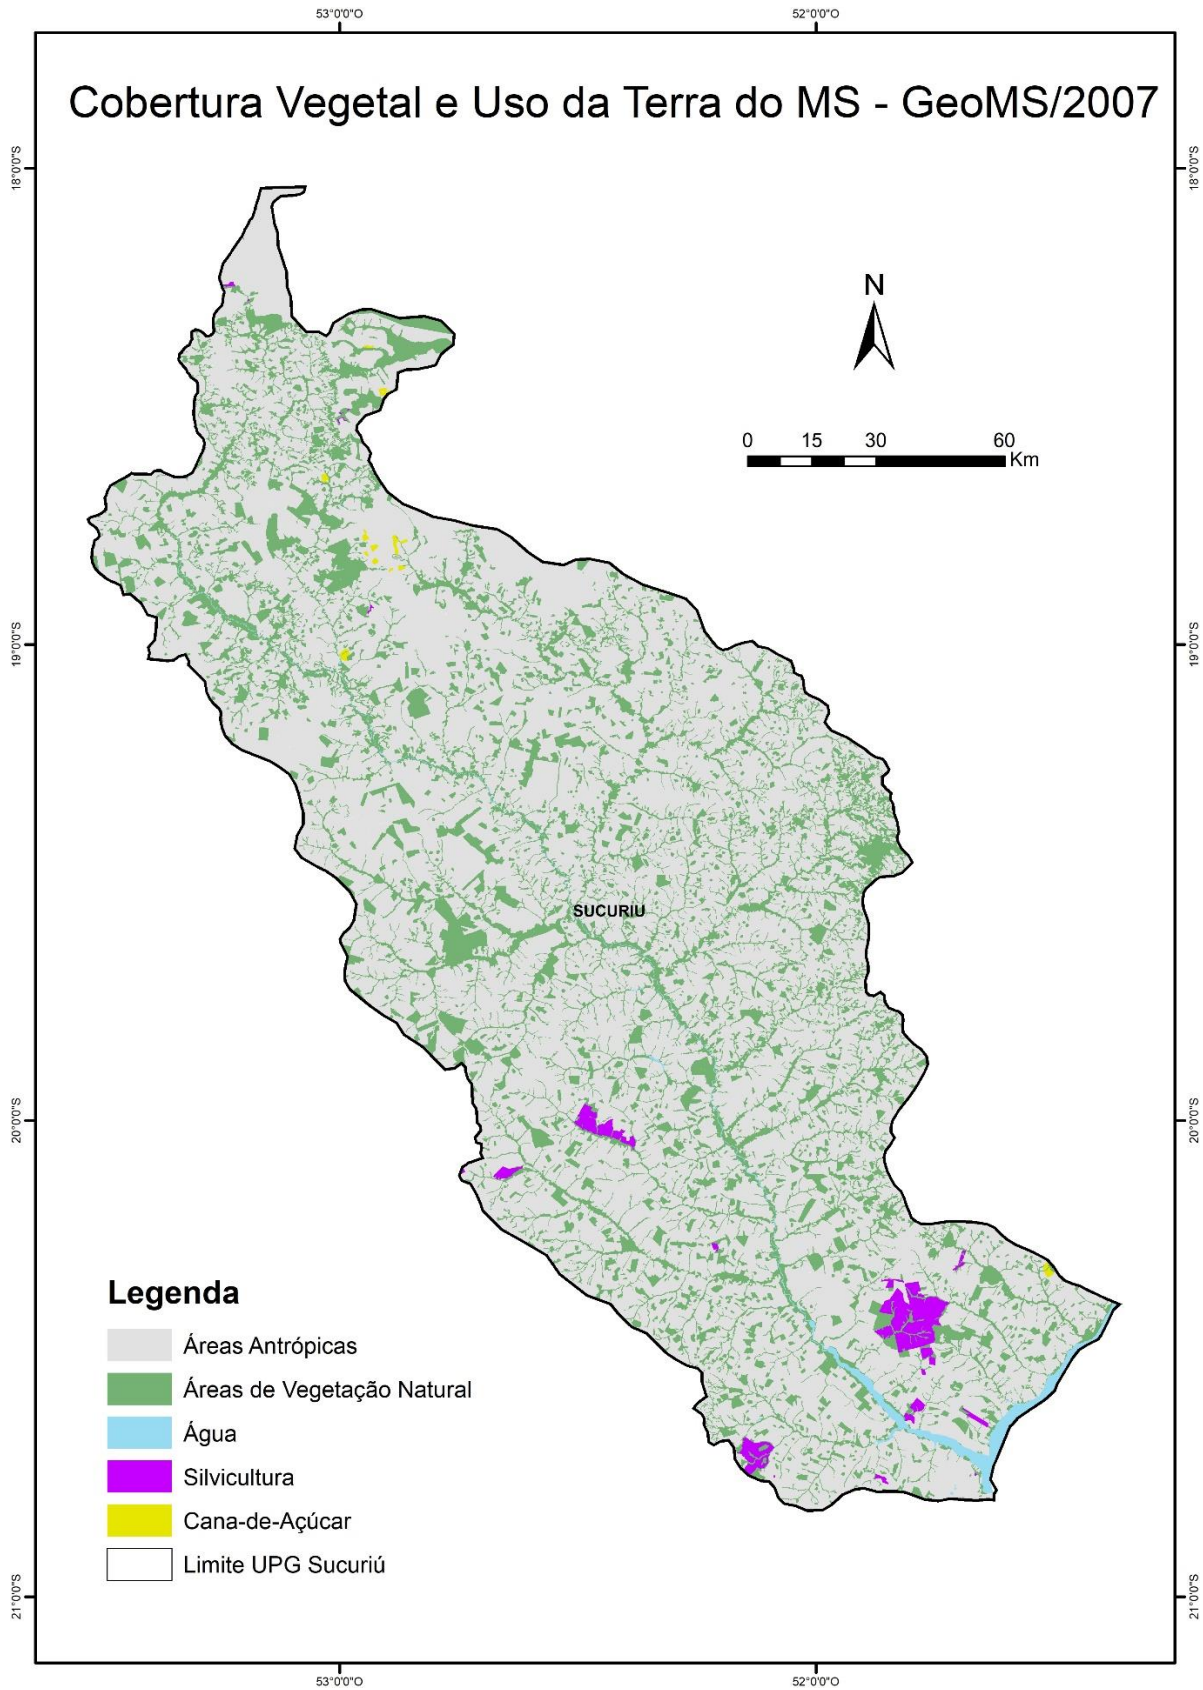 53°0'0"O 52°0'0"O
Cobertura Vegetal e Uso da Terra do MS - GeoMS/2007
18°0'0"S 18°0'0"S
N
0 15 30 60
Km
19°0'0"S 19°0'0"S
SUCURIU
20°0'0"S 20°0'0"S
Legenda
Áreas Antrópicas
Áreas de Vegetação Natural
Água
Silvicultura
Cana-de-Açúcar
Limite UPG Sucuriú
21°0'0"S 21°0'0"S
53°0'0"O 52°0'0"O